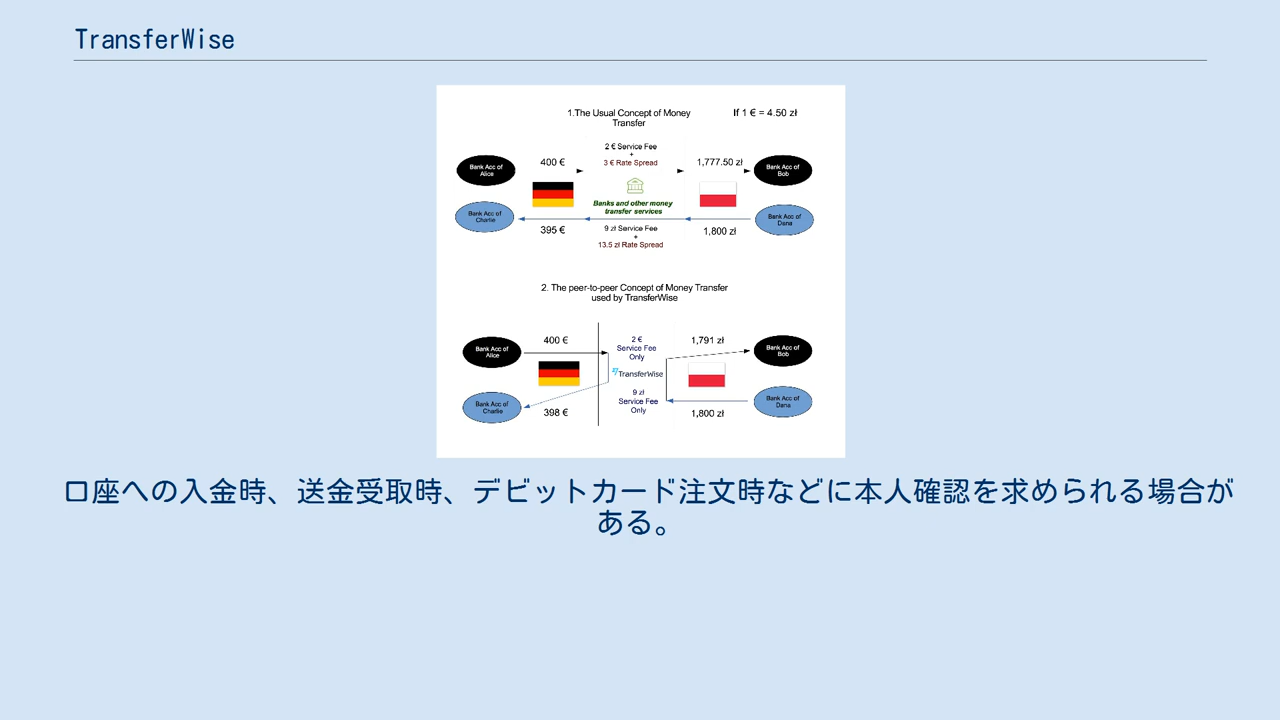 TransferWise
1.The Usual Concept of Money
Transfer
If 1 € = 4.50 zł
2 € Service Fee
+
3 € Rate Spread
400 €
1,777.50 zł
Bank Acc of
Alice
Bank Acc of
Bob
Banks and other money
transfer services
Bank Acc of
Charlie
Bank Acc of
Dana
395 €
9 zł Service Fee
+
13.5 zł Rate Spread
1,800 zł
2. The peer-to-peer Concept of Money Transfer
used by TransferWise
400 €
2 €
Service Fee
Only
1,791 zł
Bank Acc of
Alice
Bank Acc of
Bob
TransferWise
Bank Acc of
Charlie
9 zł
Service Fee
Only
Bank Acc of
Dana
398 €
1,800 zł
口座への入金時、送金受取時、デビットカード注文時などに本人確認を求められる場合が
ある。